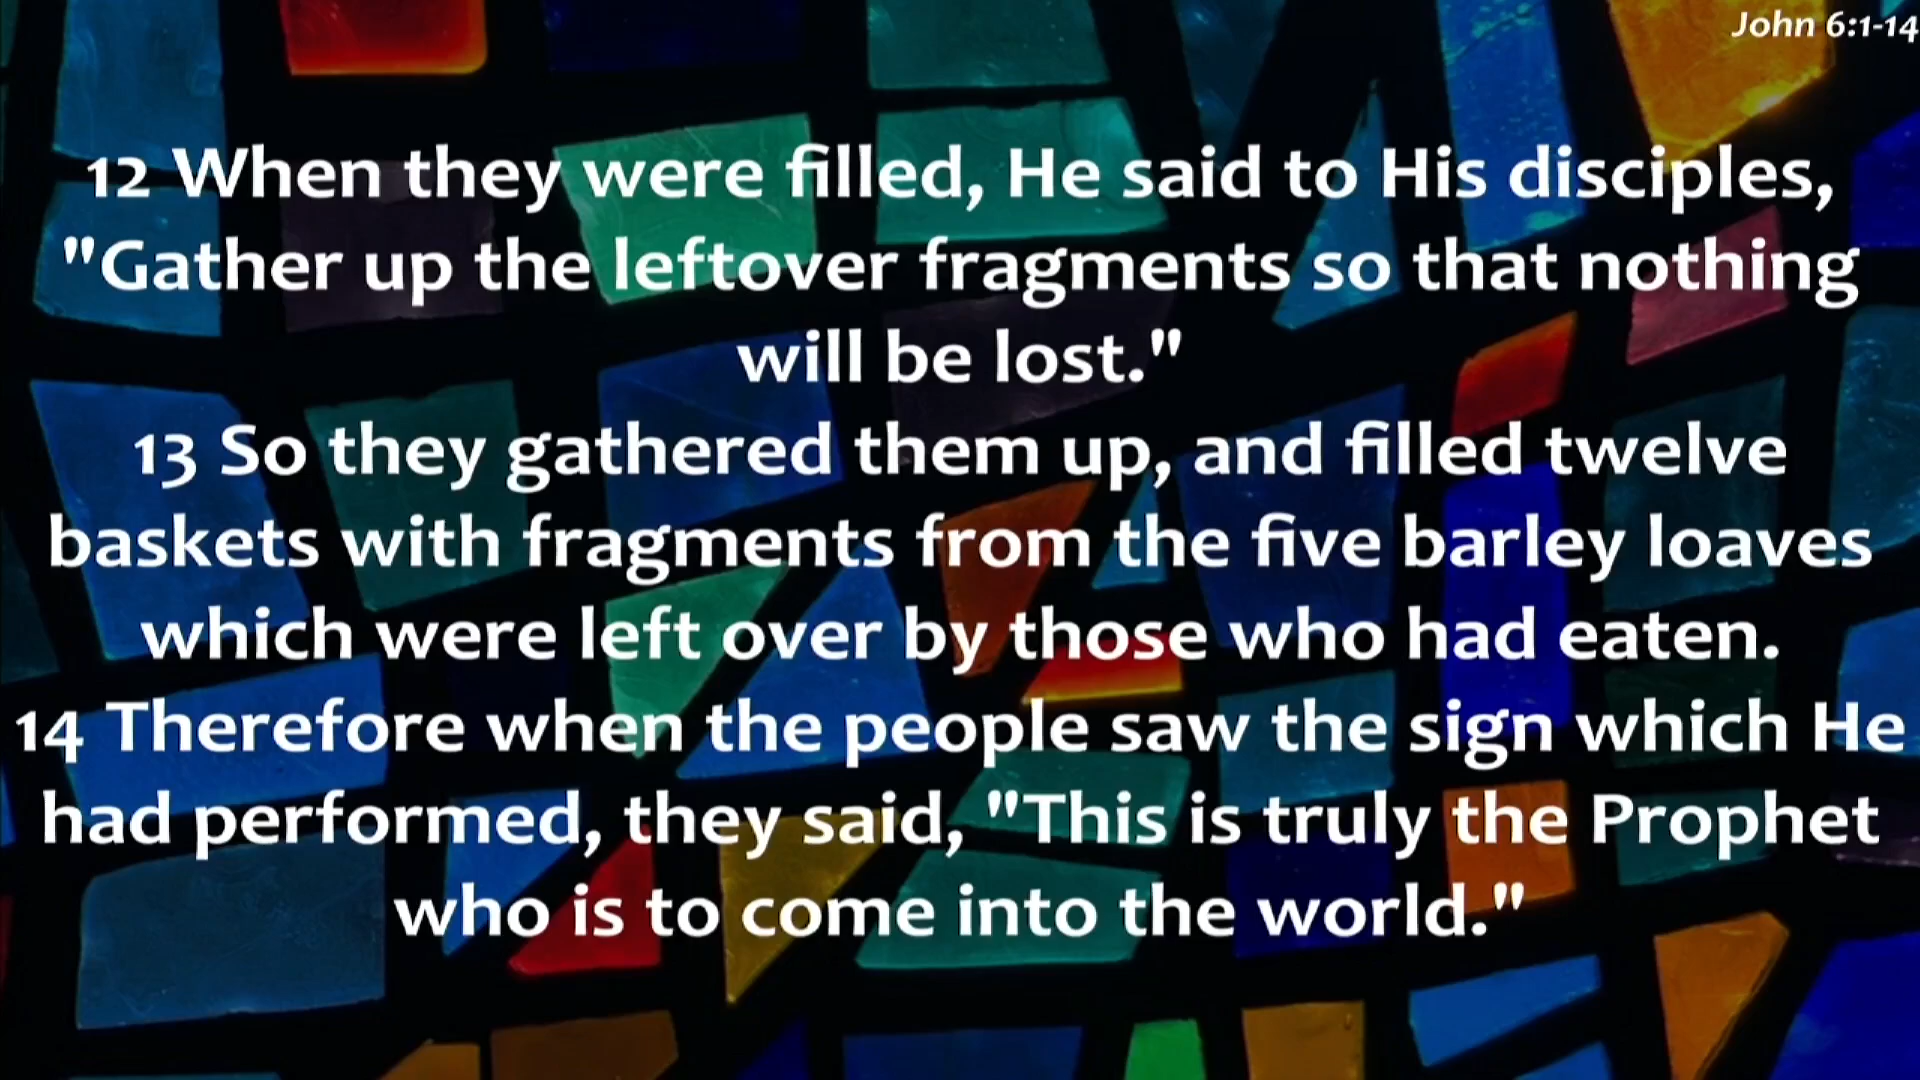 John 6:1-14
12 When they were filled, He said to His disciples,
"Gather up the leftover fragments so that nothing
will be lost."
13 So they gathered them up, and filled twelve
baskets with fragments from the five barley loaves
which were left over by those who had eaten.
14 Therefore when the people saw the sign which He
had performed, they said, "This is truly the Prophet
who is to come into the world."